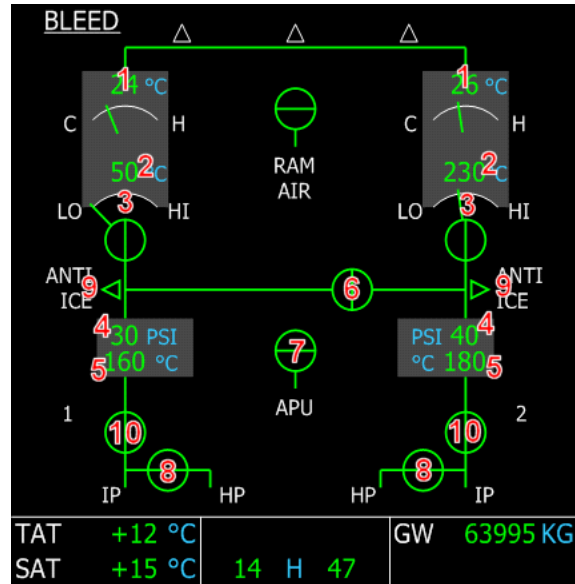 BLEED
1 1
24 °C 26 °C
C H C H
2 2
50 °C 230 °C
3 3
LO HI LO HI
RAM
AIR
ANTI ANTI
ICE ICE
9 6 9
4 4
30 PSI PSI 40
160 °C °C 180
5 7 5
APU
1 2
10 10
8 8
IP HP HP IP
TAT +12 °C GW 63995 KG
SAT +15 °C 14 H 47